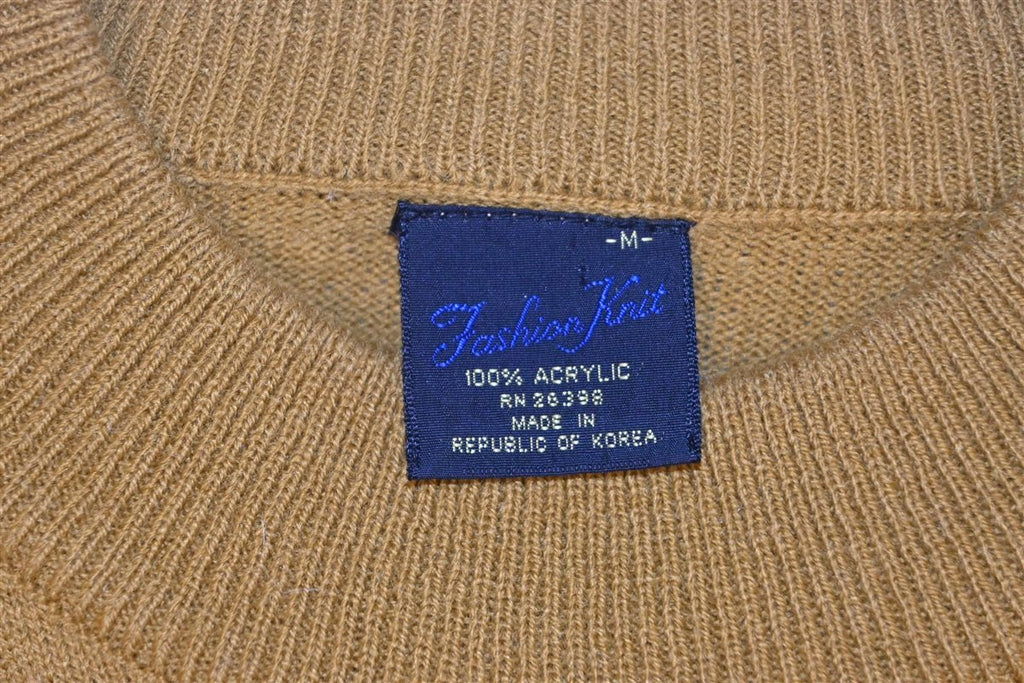 -M-
Fashion Knit
100% ACRYLIC
RN 26398
MADE IN
REPUBLIC OF KOREA